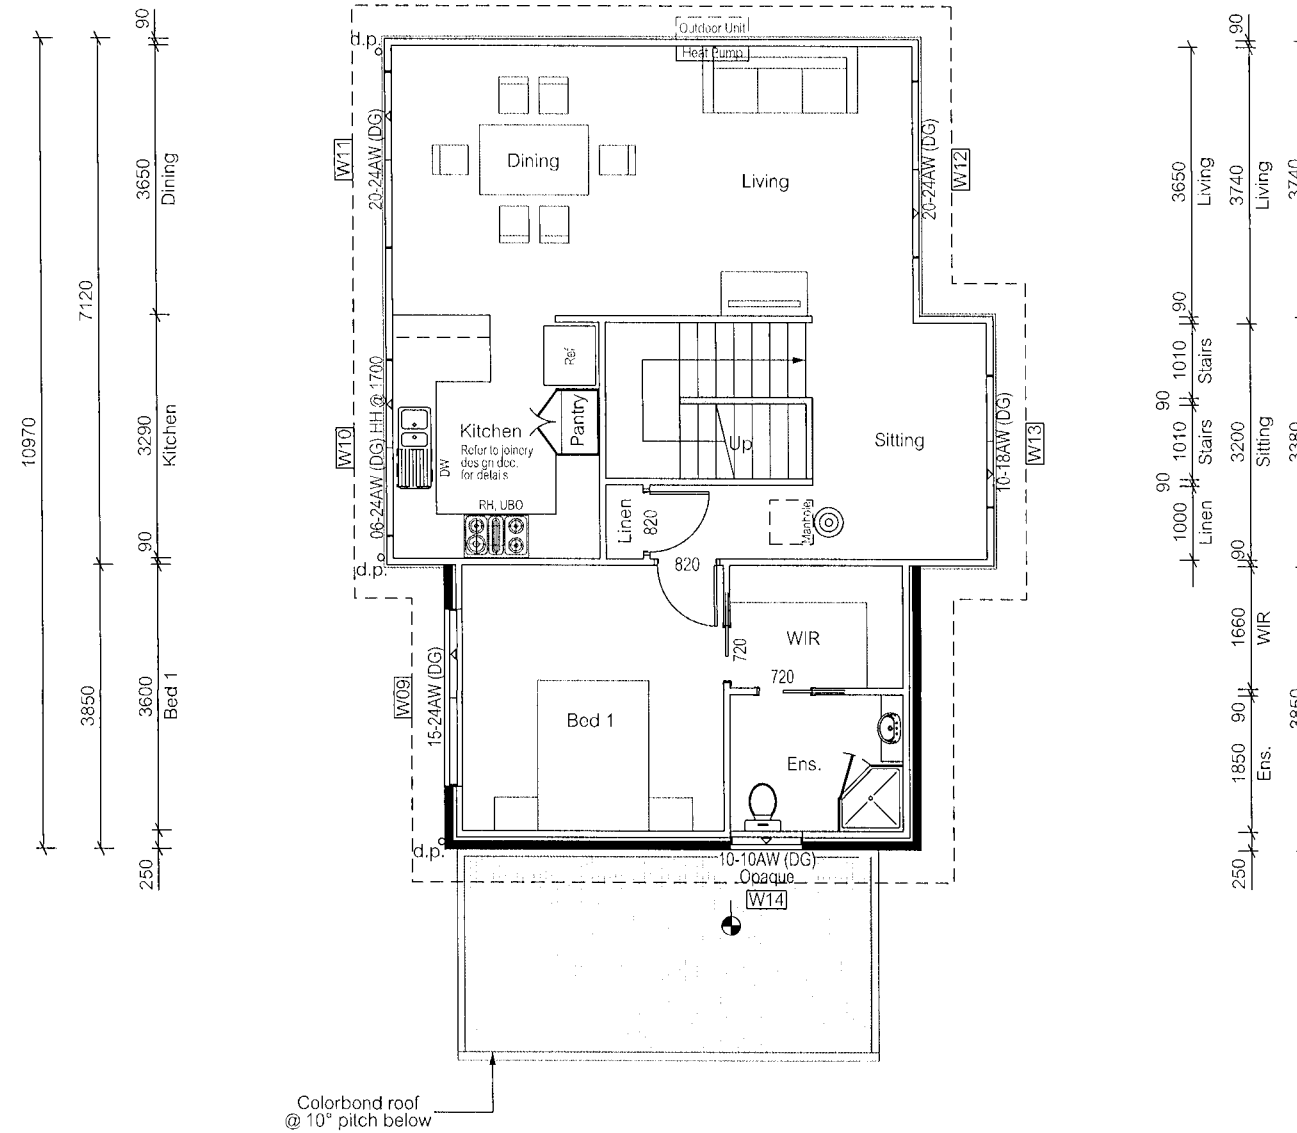 Outdoor Unit
Heat Pump
d.p.
W11
20-24AW (DG)
Dining
Living
20-24AW (DG)
W12
90
3650
Dining
7120
10970
3290
Kitchen
90
3850
3600
Bed 1
250
W10
06-24AW (DG) HH @ 1700
Ref
Pantry
Kitchen
Refer to joinery
design doc.
for details
DW
RH, UBO
Up
Sitting
10-18AW (DG)
W13
Linen
820
Manhole
820
d.p.
WIR
720
720
W09
15-24AW (DG)
Bed 1
Ens.
d.p.
10-10AW (DG)
Opaque
W14
Colorbond roof
@ 10° pitch below
3650
Living
90
1010
Stairs
90
1010
Stairs
90
1000
Linen
90
3740
Living
3200
Sitting
90
1660
WIR
90
1850
Ens.
250
3740
3380
3850